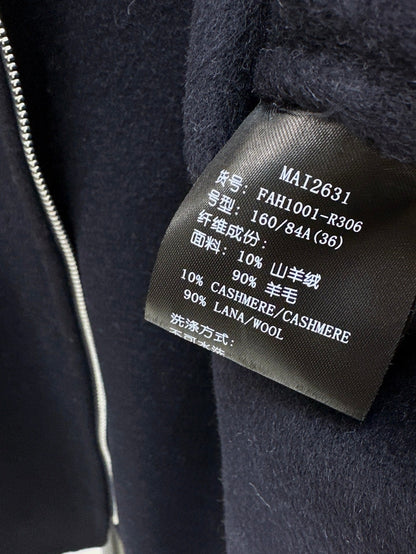 MAI2631
货号: FAH1001-R306
号型: 160/84A(36)
纤维成份:
面料: 10% 山羊绒
90% 羊毛
10% CASHMERE/CASHMERE
90% LANA/WOOL
洗涤方式: